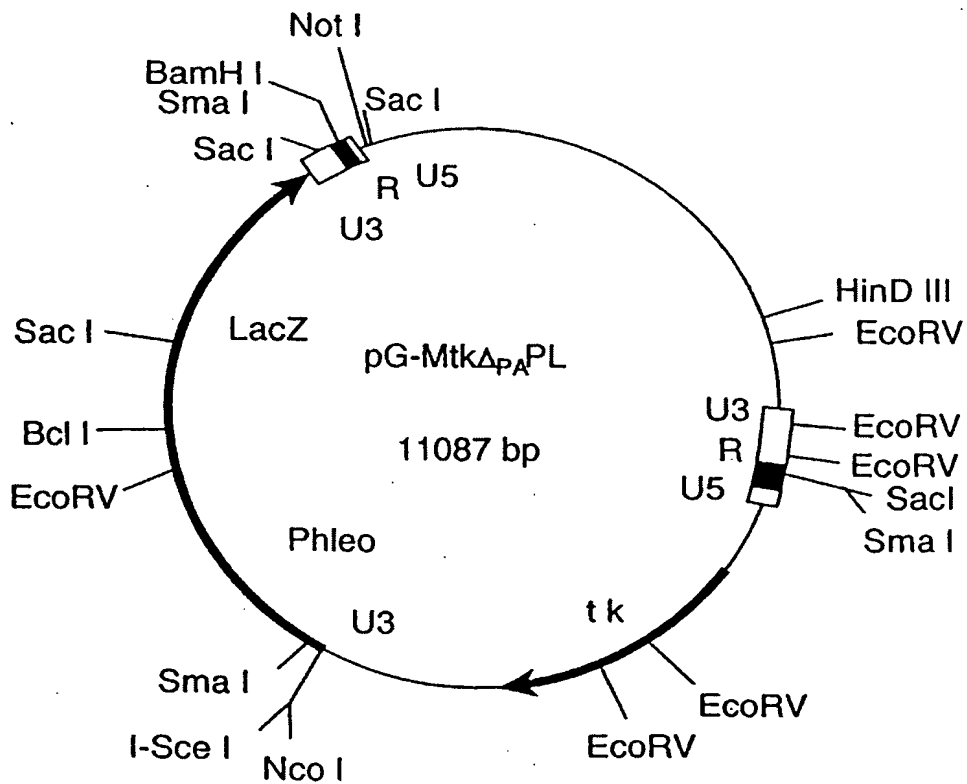 Not I
BamH I
Sma I
Sac I
Sac I
U5
R
U3
HinD III
EcoRV
Sac I
LacZ
pG-MtkΔPAPL
U3
EcoRV
R
EcoRV
U5
SacI
Sma I
Bcl I
11087 bp
EcoRV
Phleo
U3
t k
Sma I
I-Sce I
Nco I
EcoRV
EcoRV